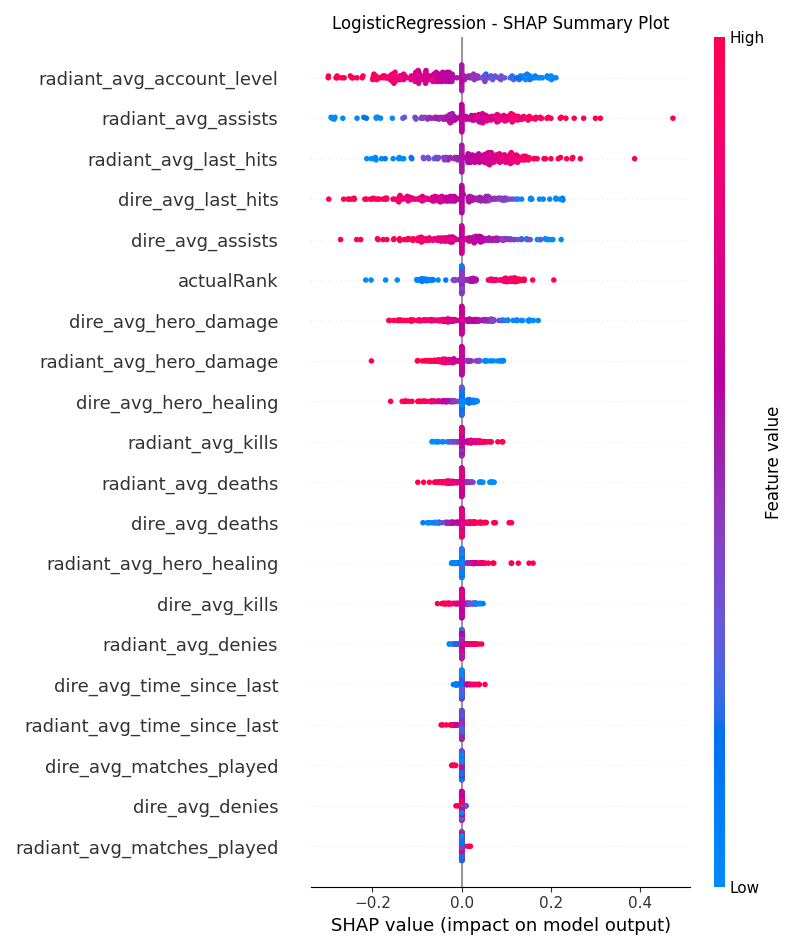 LogisticRegression - SHAP Summary Plot
High
radiant_avg_account_level
radiant_avg_assists
radiant_avg_last_hits
dire_avg_last_hits
dire_avg_assists
actualRank
dire_avg_hero_damage
radiant_avg_hero_damage
dire_avg_hero_healing
radiant_avg_kills
radiant_avg_deaths
dire_avg_deaths
radiant_avg_hero_healing
dire_avg_kills
radiant_avg_denies
dire_avg_time_since_last
radiant_avg_time_since_last
dire_avg_matches_played
dire_avg_denies
radiant_avg_matches_played
Feature value
Low
−0.2 0.0 0.2 0.4
SHAP value (impact on model output)